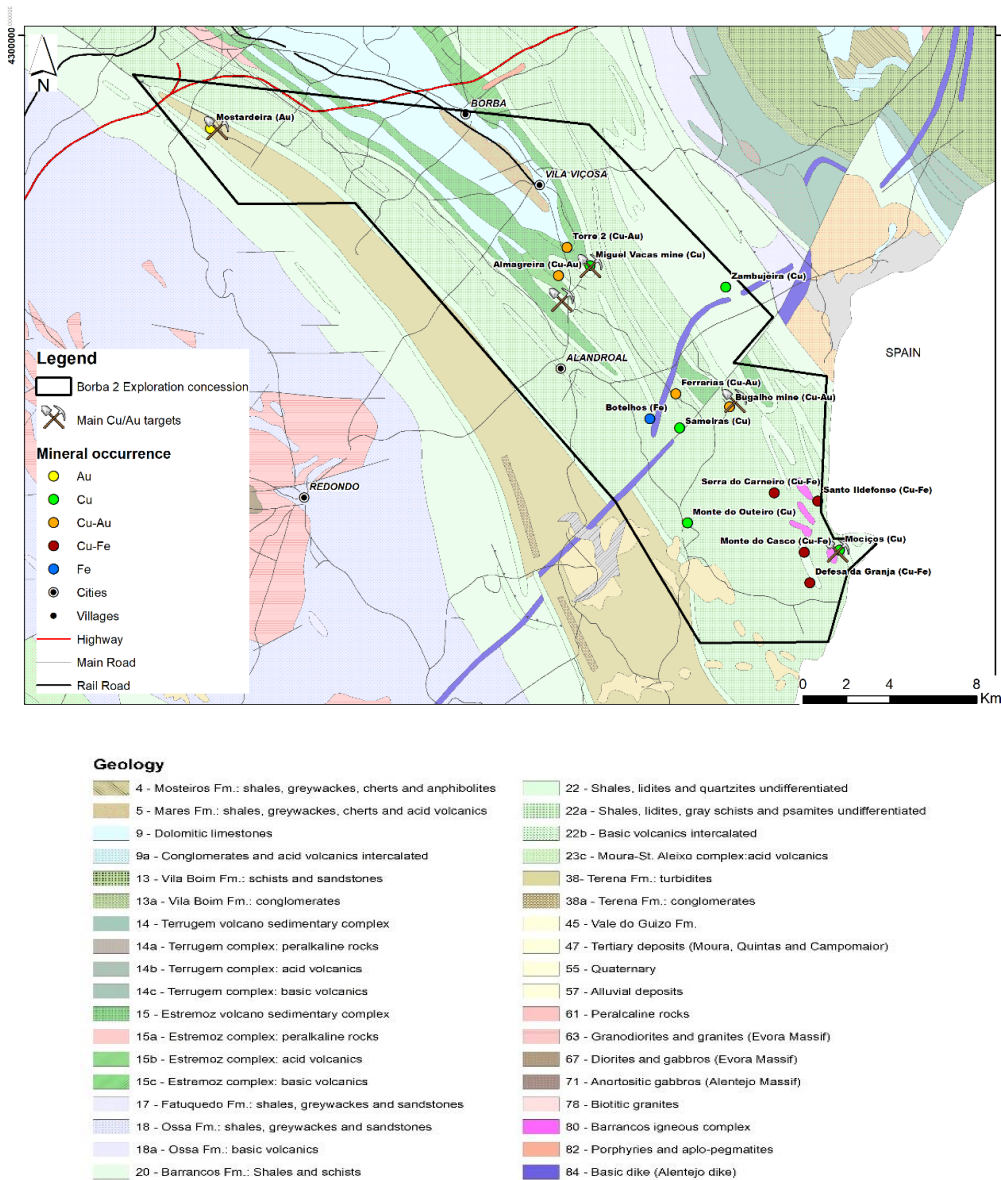 4300000
N
BORBA
Mostardeira (Au)
VILA VIÇOSA
Torre 2 (Cu-Au)
Miguel Vacas mine (Cu)
Almagreira (Cu-Au)
Zambujeira (Cu)
SPAIN
ALANDROAL
Ferrarias (Cu-Au)
Bugalho mine (Cu-Au)
Botelhos (Fe)
Sameiras (Cu)
REDONDO
Serra do Carneiro (Cu-Fe)
Santo Ildefonso (Cu-Fe)
Monte do Outeiro (Cu)
Monte do Casco (Cu-Fe)
Mociços (Cu)
Defesa da Granja (Cu-Fe)
Legend
Borba 2 Exploration concession
Main Cu/Au targets
Mineral occurrence
Au
Cu
Cu-Au
Cu-Fe
Fe
Cities
Villages
Highway
Main Road
Rail Road
0 2 4 8
Km
Geology
4 - Mosteiros Fm.: shales, greywackes, cherts and anphibolites
5 - Mares Fm.: shales, greywackes, cherts and acid volcanics
9 - Dolomitic limestones
9a - Conglomerates and acid volcanics intercalated
13 - Vila Boim Fm.: schists and sandstones
13a - Vila Boim Fm.: conglomerates
14 - Terrugem volcano sedimentary complex
14a - Terrugem complex: peralkaline rocks
14b - Terrugem complex: acid volcanics
14c - Terrugem complex: basic volcanics
15 - Estremoz volcano sedimentary complex
15a - Estremoz complex: peralkaline rocks
15b - Estremoz complex: acid volcanics
15c - Estremoz complex: basic volcanics
17 - Fatuquedo Fm.: shales, greywackes and sandstones
18 - Ossa Fm.: shales, greywackes and sandstones
18a - Ossa Fm.: basic volcanics
20 - Barrancos Fm.: Shales and schists
22 - Shales, lidites and quartzites undifferentiated
22a - Shales, lidites, gray schists and psamites undifferentiated
22b - Basic volcanics intercalated
23c - Moura-St. Aleixo complex:acid volcanics
38- Terena Fm.: turbidites
38a - Terena Fm.: conglomerates
45 - Vale do Guizo Fm.
47 - Tertiary deposits (Moura, Quintas and Campomaior)
55 - Quaternary
57 - Alluvial deposits
61 - Peralcaline rocks
63 - Granodiorites and granites (Evora Massif)
67 - Diorites and gabbros (Evora Massif)
71 - Anortositic gabbros (Alentejo Massif)
78 - Biotitic granites
80 - Barrancos igneous complex
82 - Porphyries and aplo-pegmatites
84 - Basic dike (Alentejo dike)